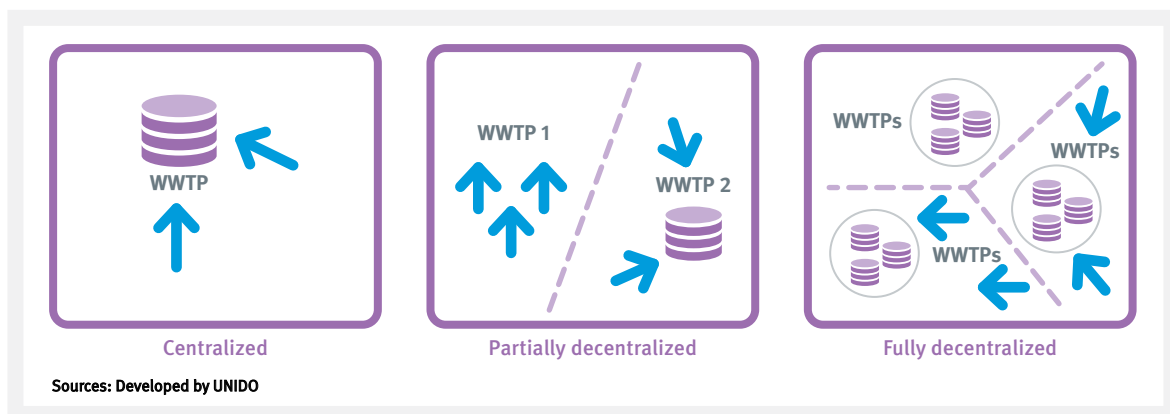 WWTP
Centralized
WWTP 1
WWTP 2
Partially decentralized
WWTPs
WWTPs
WWTPs
Fully decentralized
Sources: Developed by UNIDO